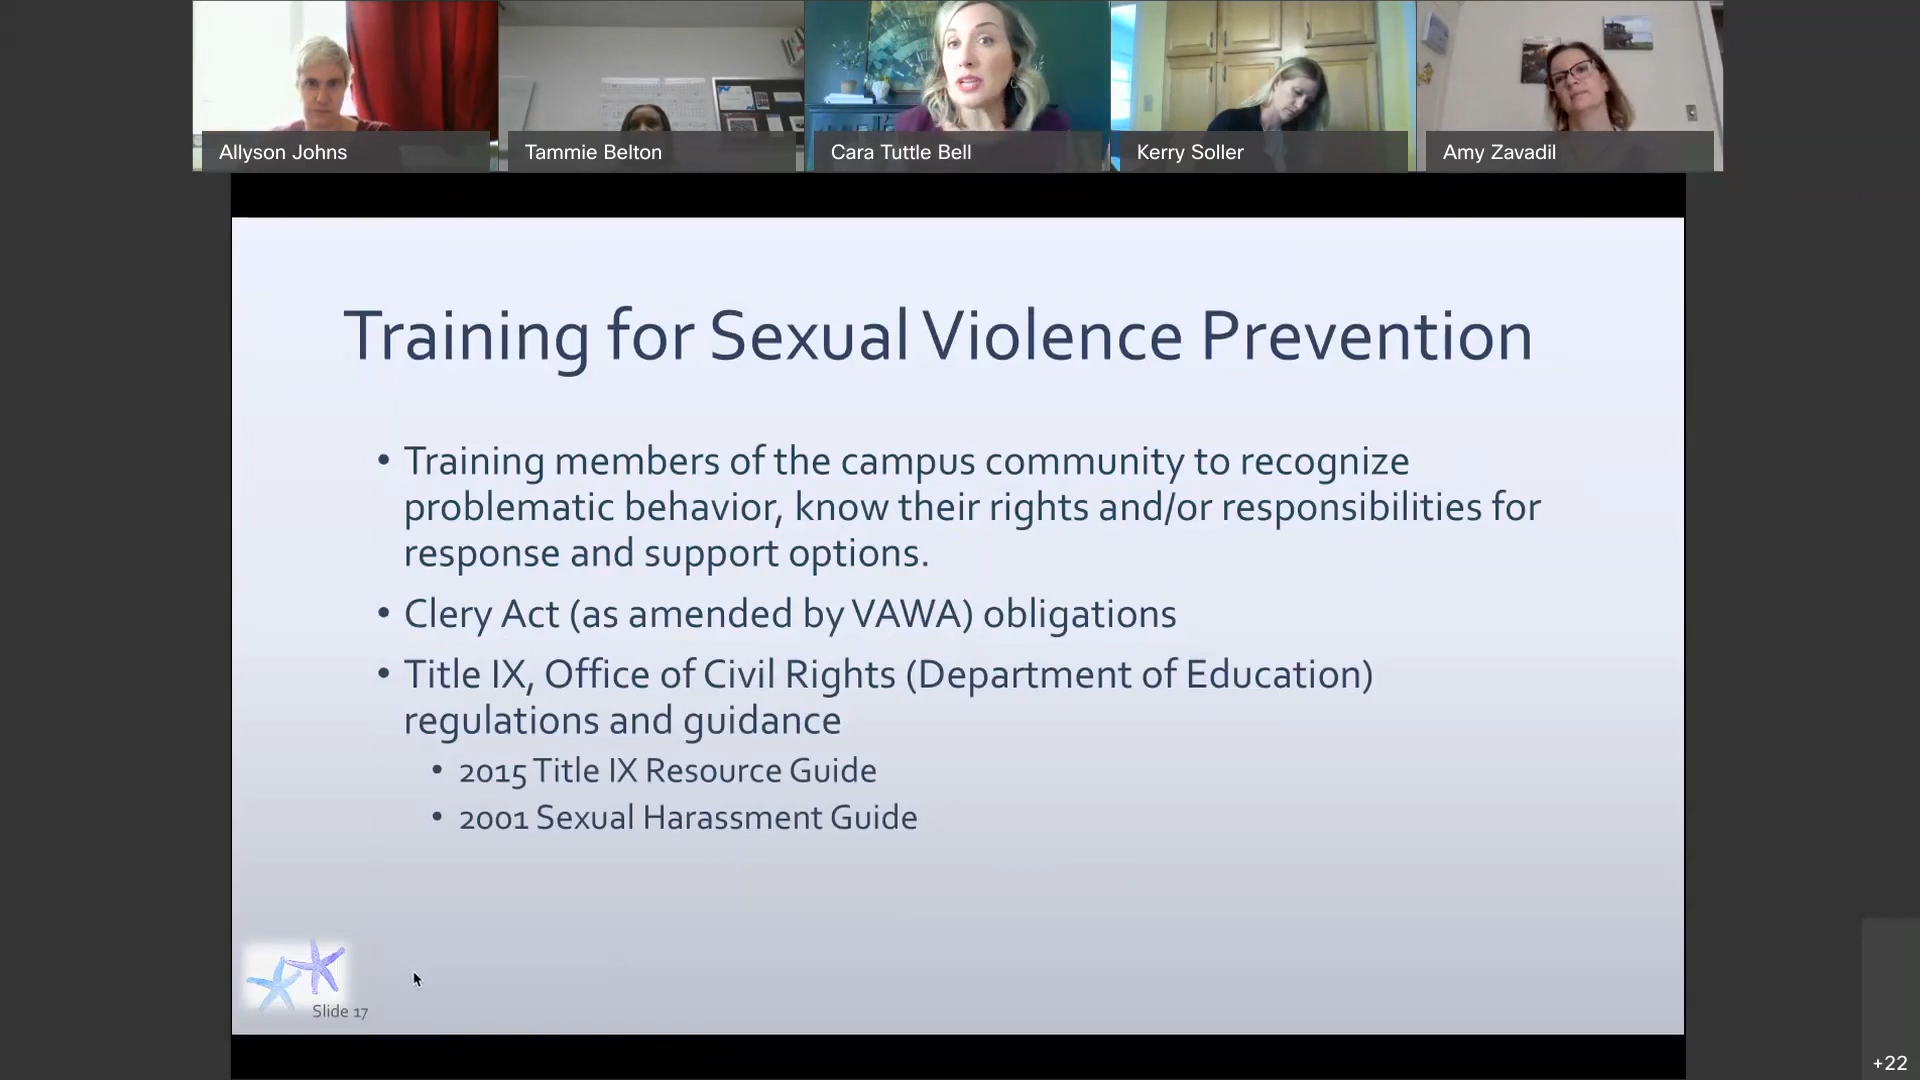 Allyson Johns
Tammie Belton
Cara Tuttle Bell
Kerry Soller
Amy Zavadil
Training for Sexual Violence Prevention
• Training members of the campus community to recognize
problematic behavior, know their rights and/or responsibilities for
response and support options.
• Clery Act (as amended by VAWA) obligations
• Title IX, Office of Civil Rights (Department of Education)
regulations and guidance
• 2015 Title IX Resource Guide
• 2001 Sexual Harassment Guide
Slide 17
+22